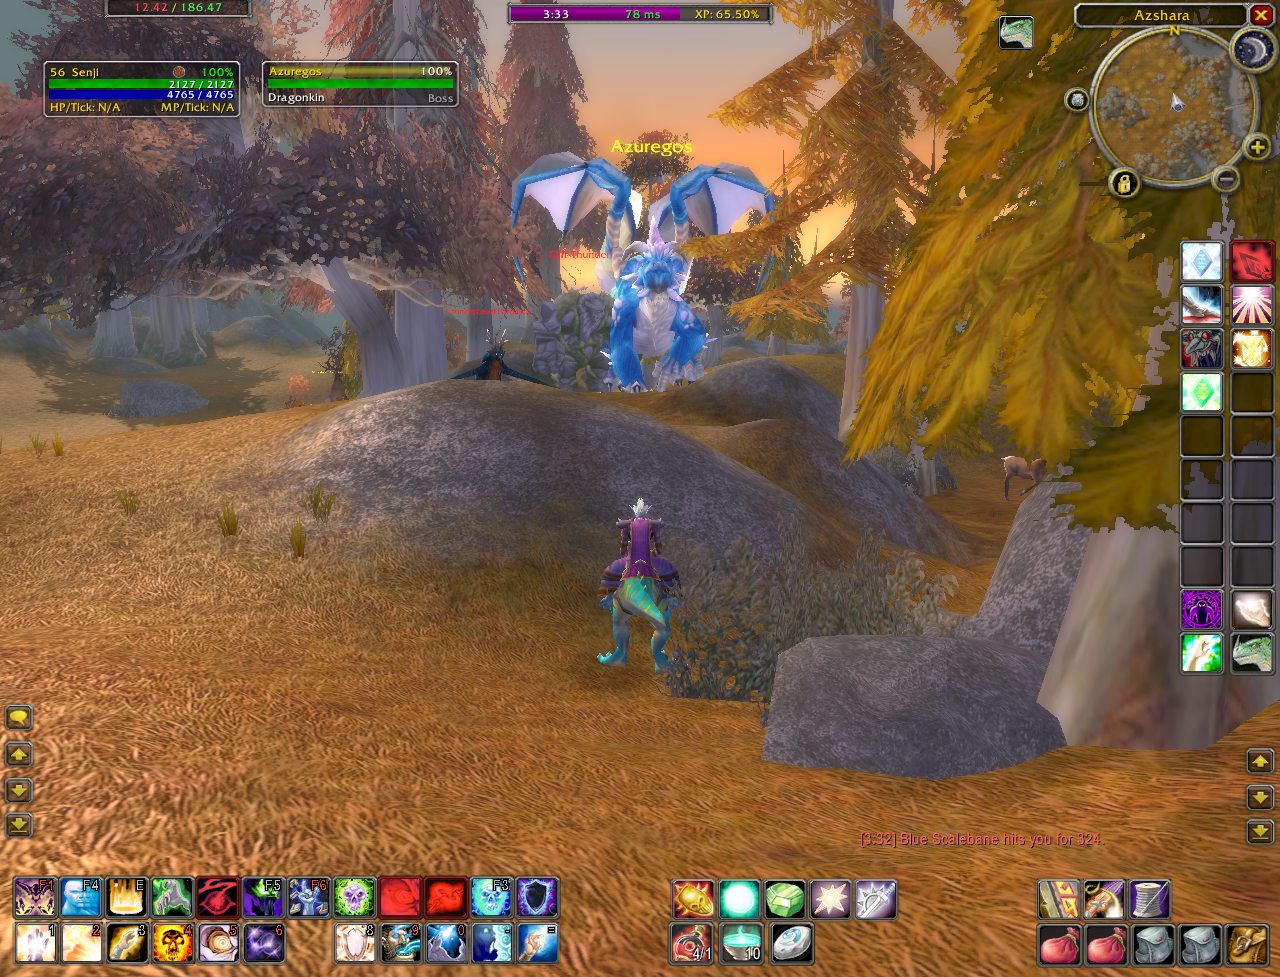 12.42 / 186.47
3:33 78 ms XP: 65.50%
Azshara
N
56 Senji 100%
2127 / 2127
4765 / 4765
HP/Tick: N/A MP/Tick: N/A
Azuregos 100%
Dragonkin Boss
Azuregos
[3:32] Blue Scalebane hits you for 324.
F1 F4 E F5 F6 F3
1 2 3 4 5 6 8 9 0 - =
4/1 10